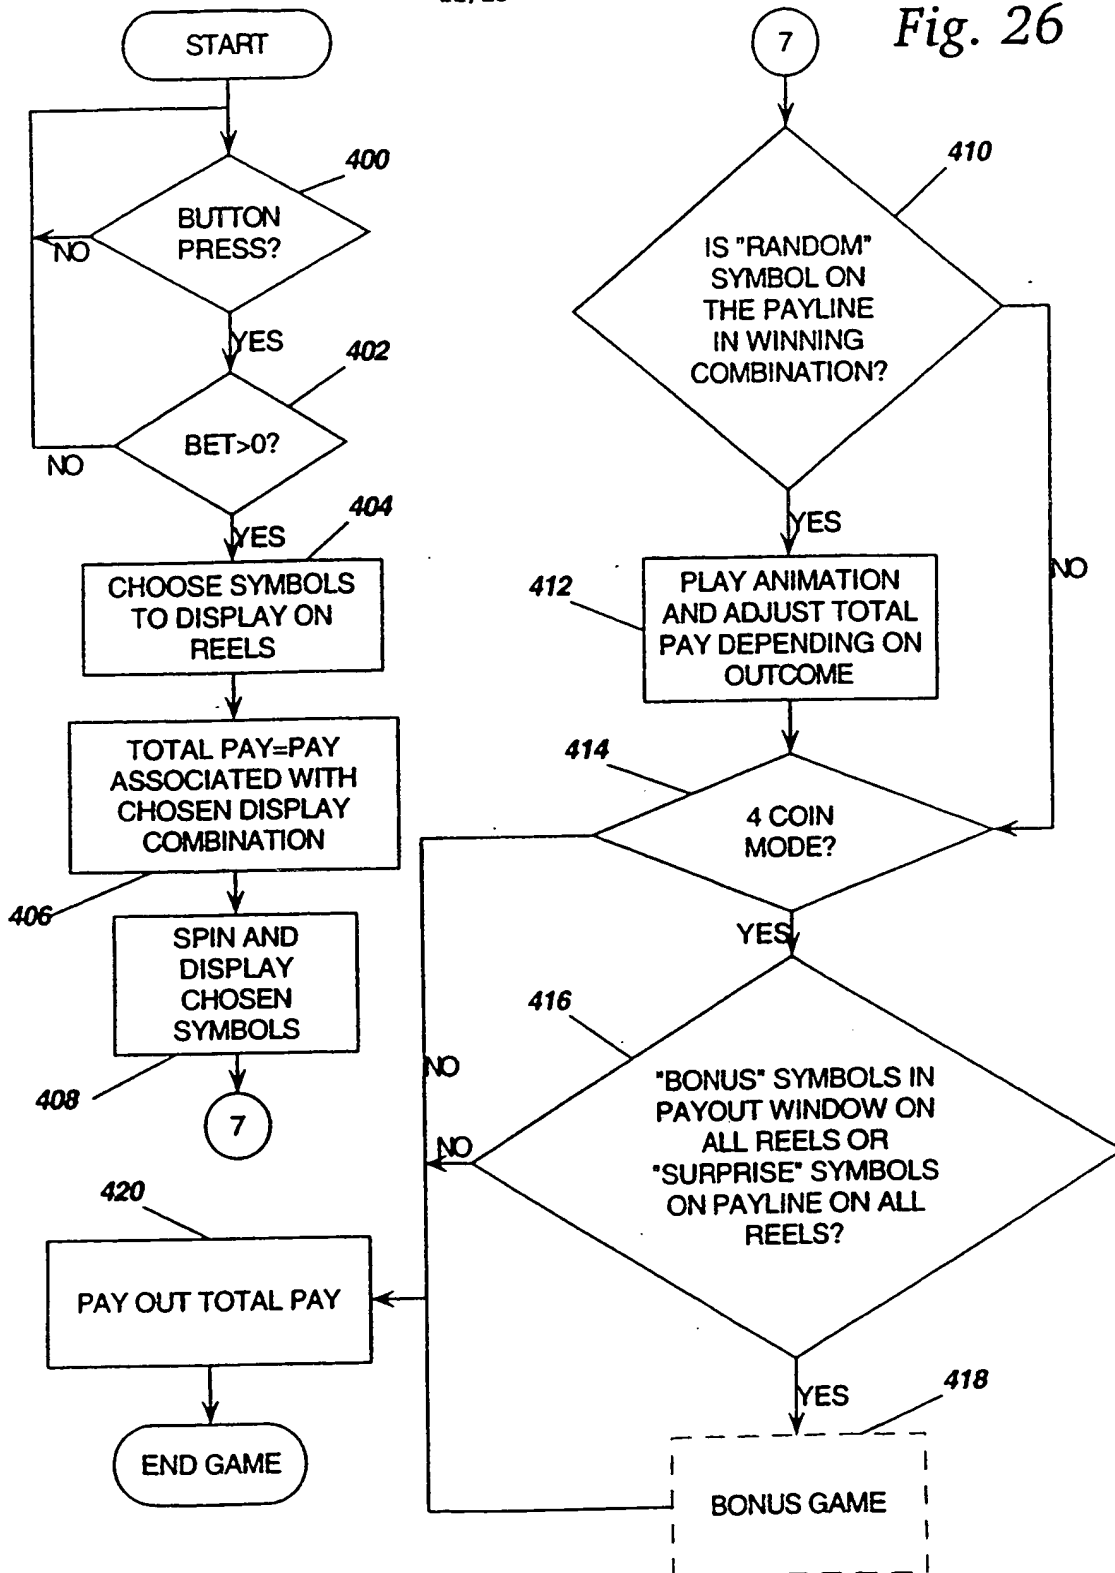 Fig. 26
START
400
BUTTON
PRESS?
NO
YES
402
BET>0?
NO
YES
404
CHOOSE SYMBOLS
TO DISPLAY ON
REELS
TOTAL PAY=PAY
ASSOCIATED WITH
CHOSEN DISPLAY
COMBINATION
406
SPIN AND
DISPLAY
CHOSEN
SYMBOLS
408
7
420
PAY OUT TOTAL PAY
END GAME
7
410
IS "RANDOM"
SYMBOL ON
THE PAYLINE
IN WINNING
COMBINATION?
YES
NO
412
PLAY ANIMATION
AND ADJUST TOTAL
PAY DEPENDING ON
OUTCOME
414
4 COIN
MODE?
NO
YES
416
"BONUS" SYMBOLS IN
PAYOUT WINDOW ON
ALL REELS OR
"SURPRISE" SYMBOLS
ON PAYLINE ON ALL
REELS?
NO
YES
418
BONUS GAME